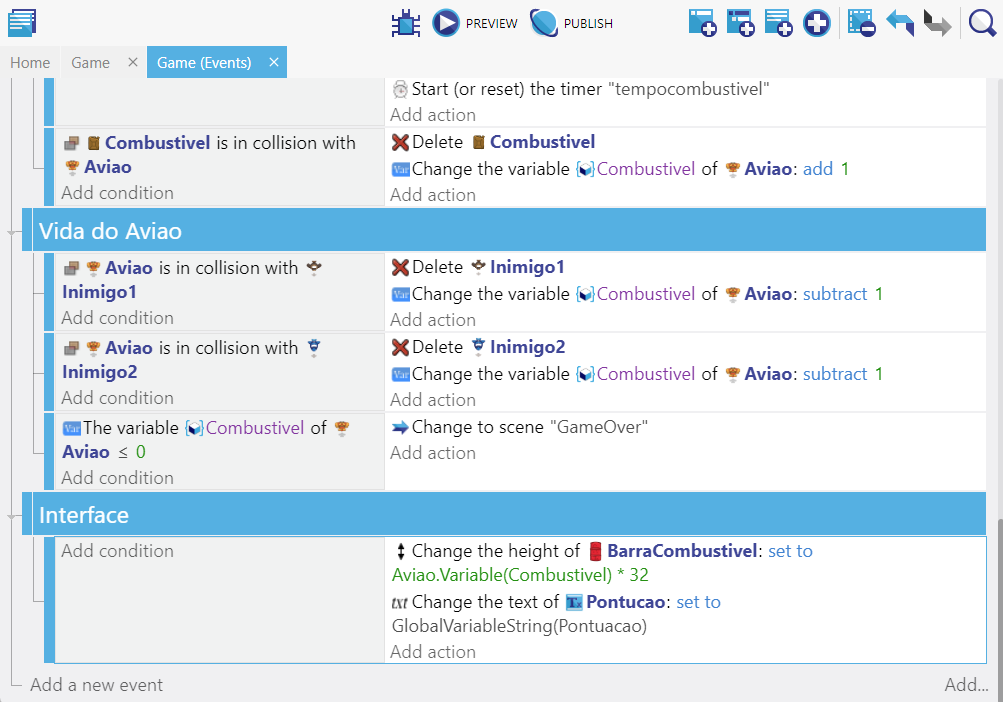 PREVIEW PUBLISH
Home Game × Game (Events) ×
Start (or reset) the timer "tempocombustivel"
Add action
Combustivel is in collision with
Aviao
Add condition
Delete Combustivel
Var Change the variable Combustivel of Aviao: add 1
Add action
Vida do Aviao
Aviao is in collision with
Inimigo1
Add condition
Delete Inimigo1
Var Change the variable Combustivel of Aviao: subtract 1
Add action
Aviao is in collision with
Inimigo2
Add condition
Delete Inimigo2
Var Change the variable Combustivel of Aviao: subtract 1
Add action
Var The variable Combustivel of
Aviao ≤ 0
Add condition
Change to scene "GameOver"
Add action
Interface
Add condition
Change the height of BarraCombustivel: set to
Aviao.Variable(Combustivel) * 32
txt Change the text of Tx Pontucao: set to
GlobalVariableString(Pontuacao)
Add action
Add a new event Add...